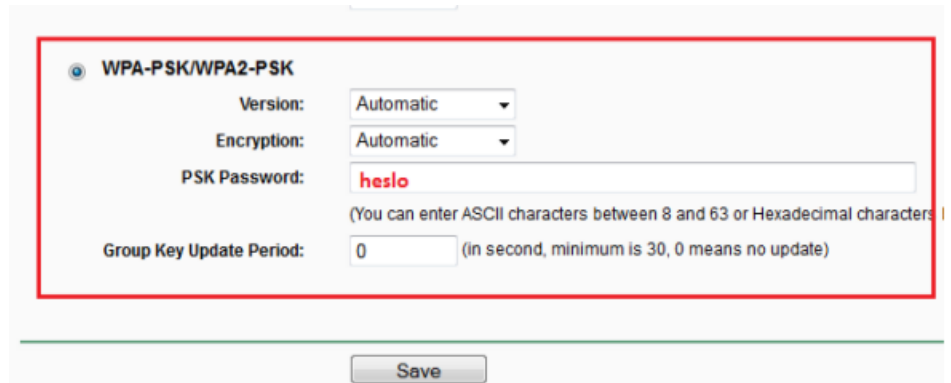 WPA-PSK/WPA2-PSK
Version: Automatic
Encryption: Automatic
PSK Password: heslo
(You can enter ASCII characters between 8 and 63 or Hexadecimal characters
Group Key Update Period: 0 (in second, minimum is 30, 0 means no update)
Save